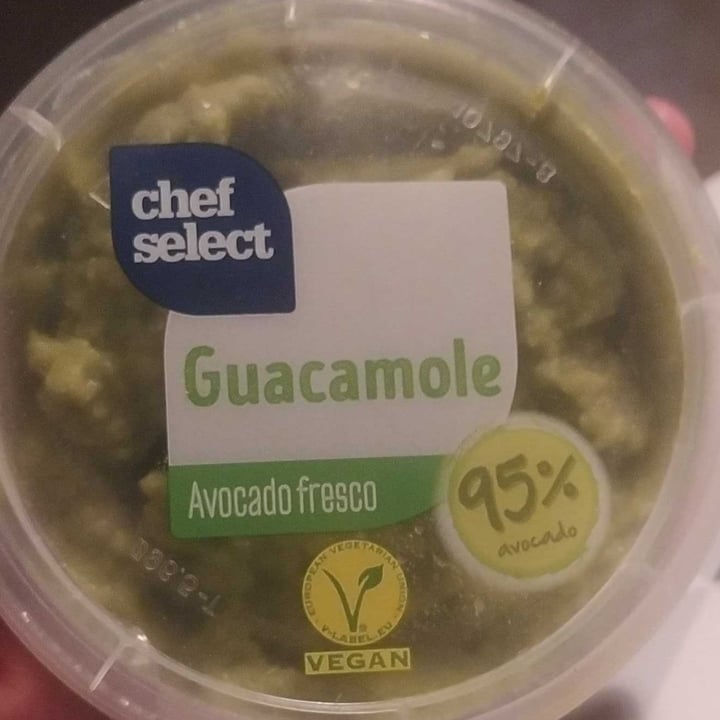 chef
select
Guacamole
Avocado fresco
95%
avocado
EUROPEAN VEGETARIAN UNION
V-LABEL.EU
VEGAN